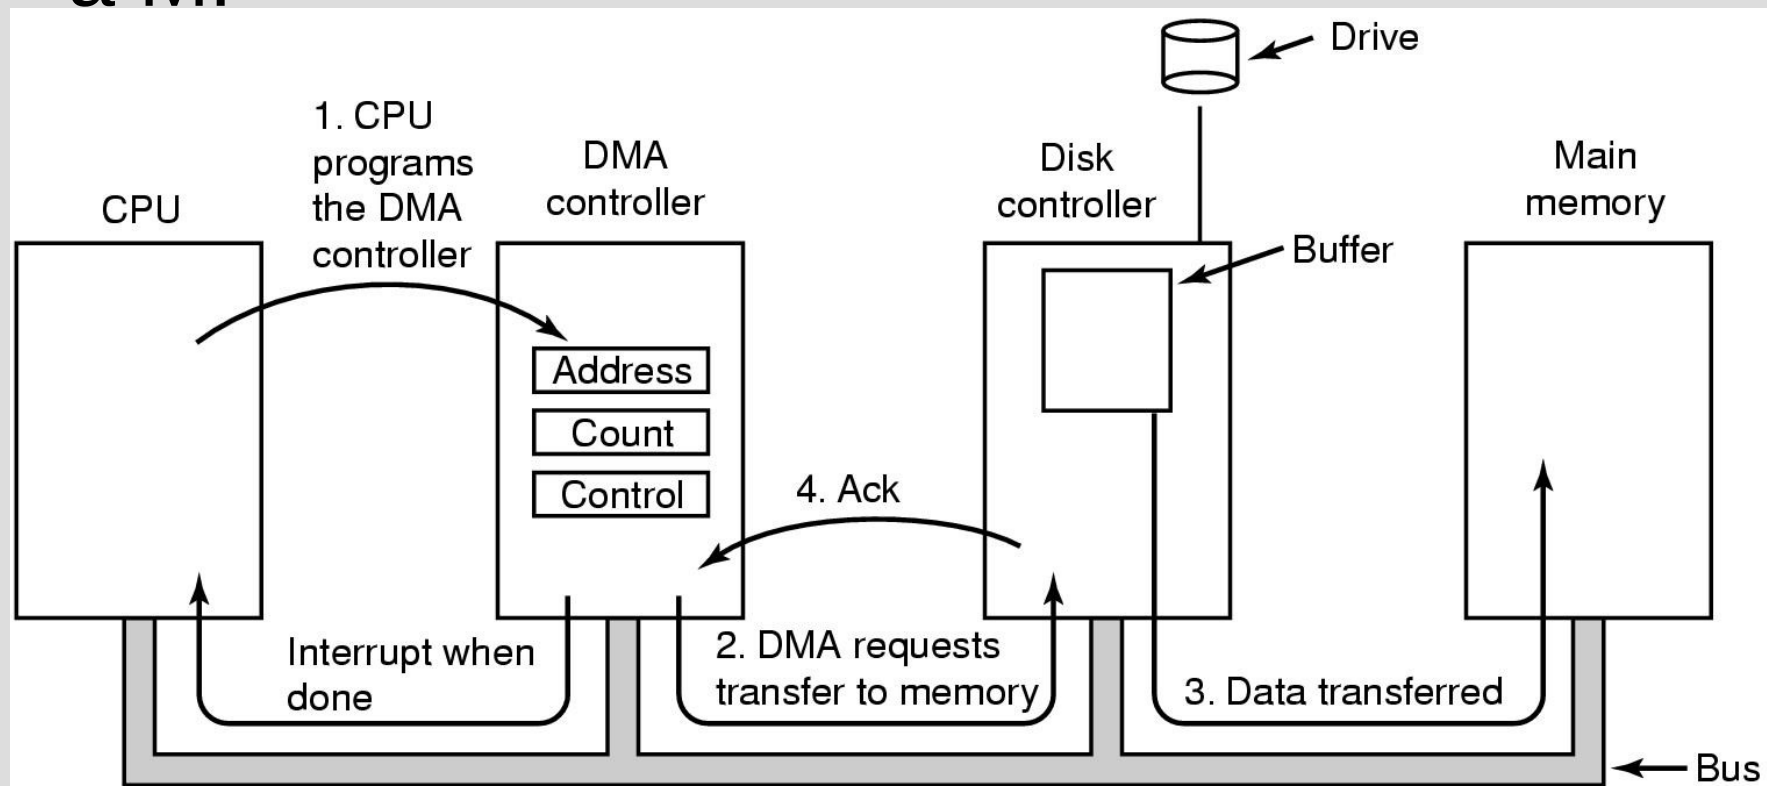 Drive
1. CPU
programs
the DMA
controller
DMA
controller
Disk
controller
Main
memory
CPU
Buffer
Address
Count
Control
4. Ack
Interrupt when
done
2. DMA requests
transfer to memory
3. Data transferred
Bus